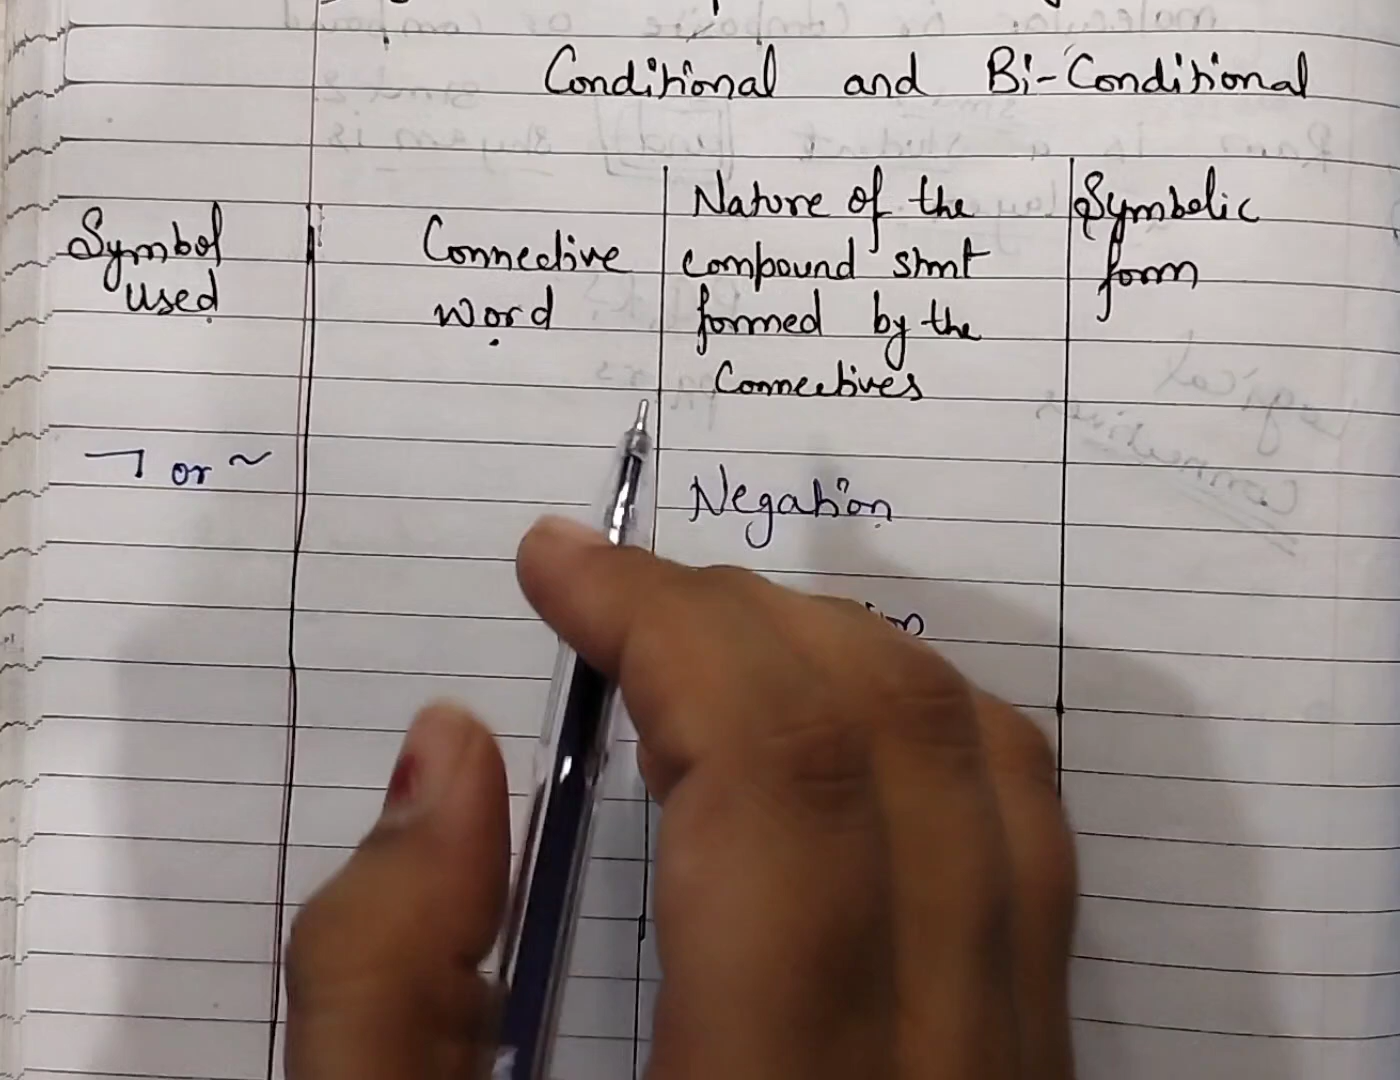 Conditional and Bi-Conditional
Symbol used
Connective word
Nature of the compound stmt formed by the Connectives
Symbolic form
¬ or ~
Negation